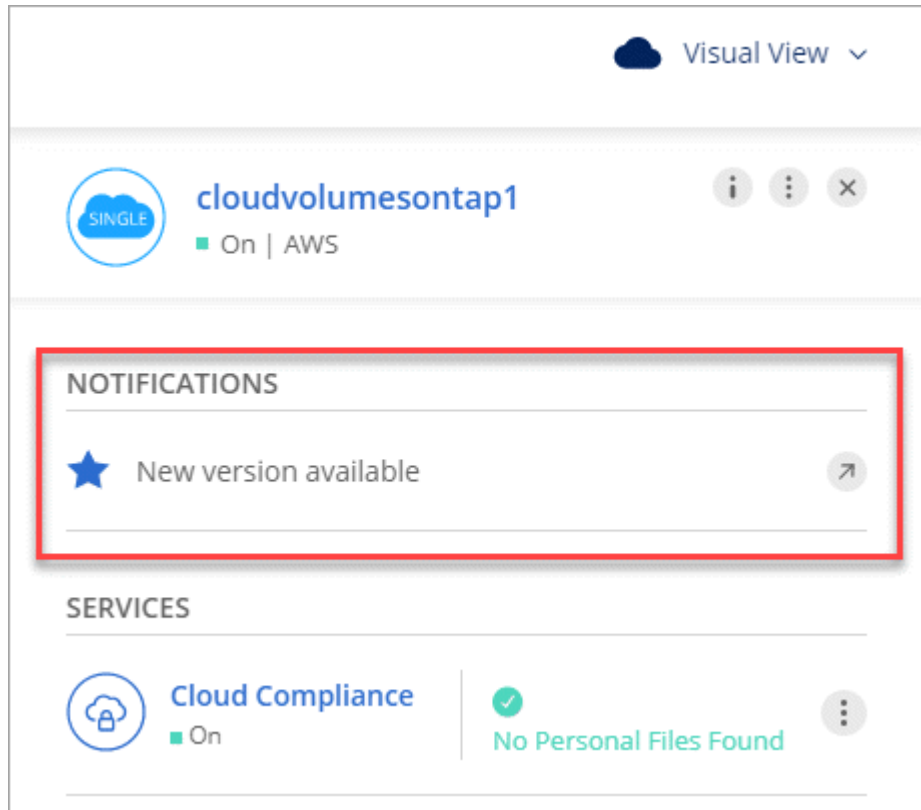 Visual View
SINGLE
cloudvolumesontap1
On | AWS
NOTIFICATIONS
New version available
SERVICES
Cloud Compliance
On
No Personal Files Found